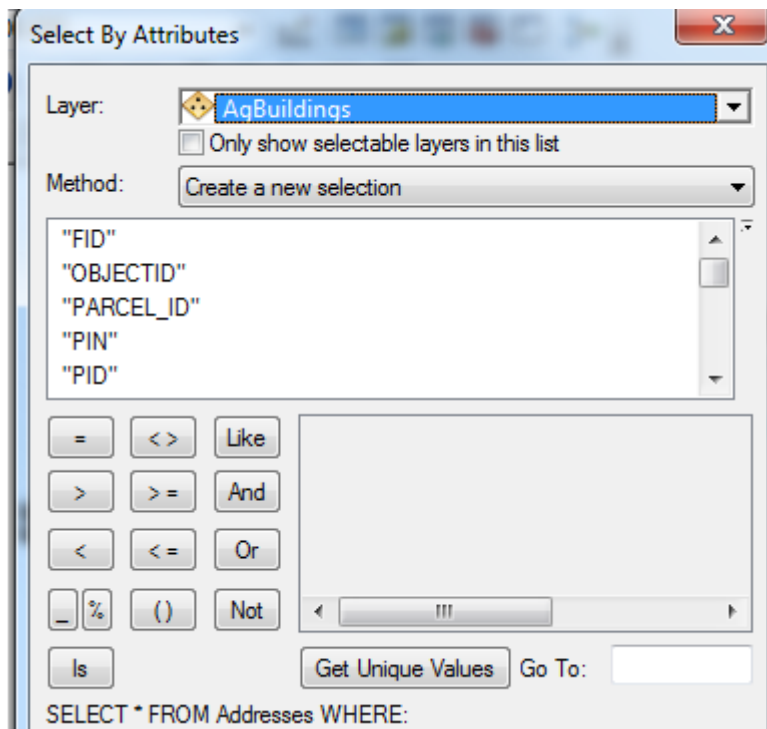 Select By Attributes
Layer: AgBuildings
Only show selectable layers in this list
Method: Create a new selection
"FID"
"OBJECTID"
"PARCEL_ID"
"PIN"
"PID"
= < > Like
> > = And
< < = Or
_ % ( ) Not
Is Get Unique Values Go To:
SELECT * FROM Addresses WHERE: